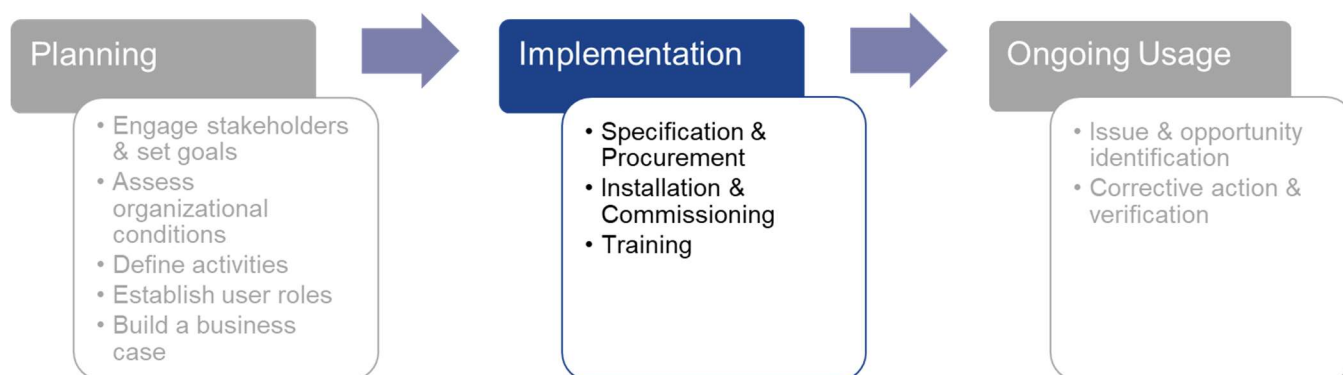 Planning
• Engage stakeholders
& set goals
• Assess
organizational
conditions
• Define activities
• Establish user roles
• Build a business
case
Implementation
• Specification &
Procurement
• Installation &
Commissioning
• Training
Ongoing Usage
• Issue & opportunity
identification
• Corrective action &
verification